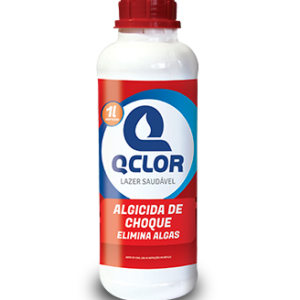 1L
QCLOR
LAZER SAUDÁVEL
ALGICIDA DE
CHOQUE
ELIMINA ALGAS